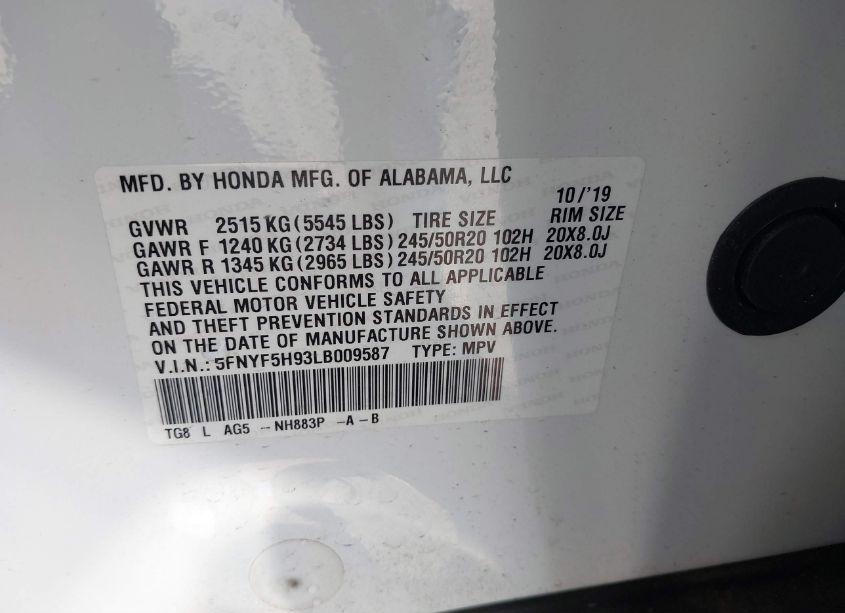 MFD. BY HONDA MFG. OF ALABAMA, LLC
10/'19
GVWR 2515 KG (5545 LBS) TIRE SIZE RIM SIZE
GAWR F 1240 KG (2734 LBS) 245/50R20 102H 20X8.0J
GAWR R 1345 KG (2965 LBS) 245/50R20 102H 20X8.0J
THIS VEHICLE CONFORMS TO ALL APPLICABLE
FEDERAL MOTOR VEHICLE SAFETY
AND THEFT PREVENTION STANDARDS IN EFFECT
ON THE DATE OF MANUFACTURE SHOWN ABOVE.
V.I.N.: 5FNYF5H93LB009587 TYPE: MPV
TG8 L AG5 --NH883P -A-B